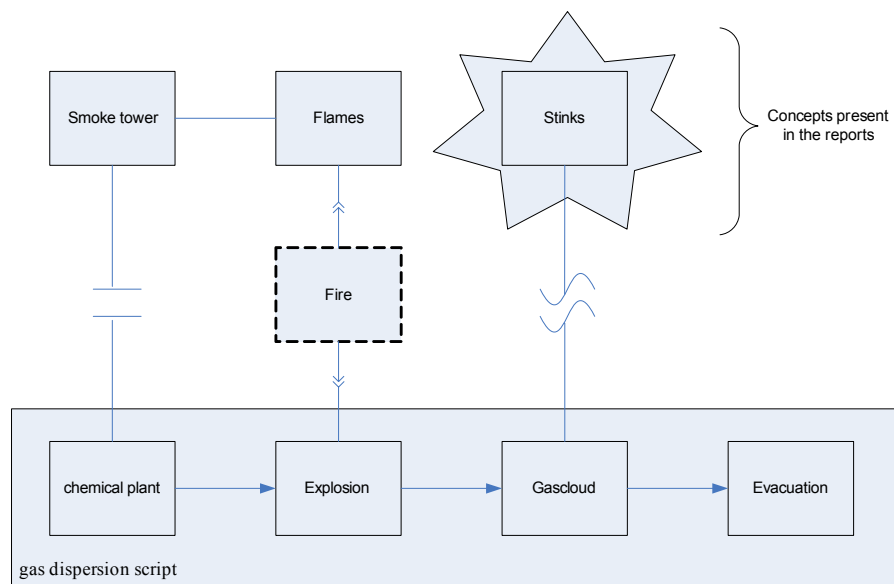 Smoke tower
Flames
Stinks
Concepts present
in the reports
Fire
chemical plant
Explosion
Gascloud
Evacuation
gas dispersion script